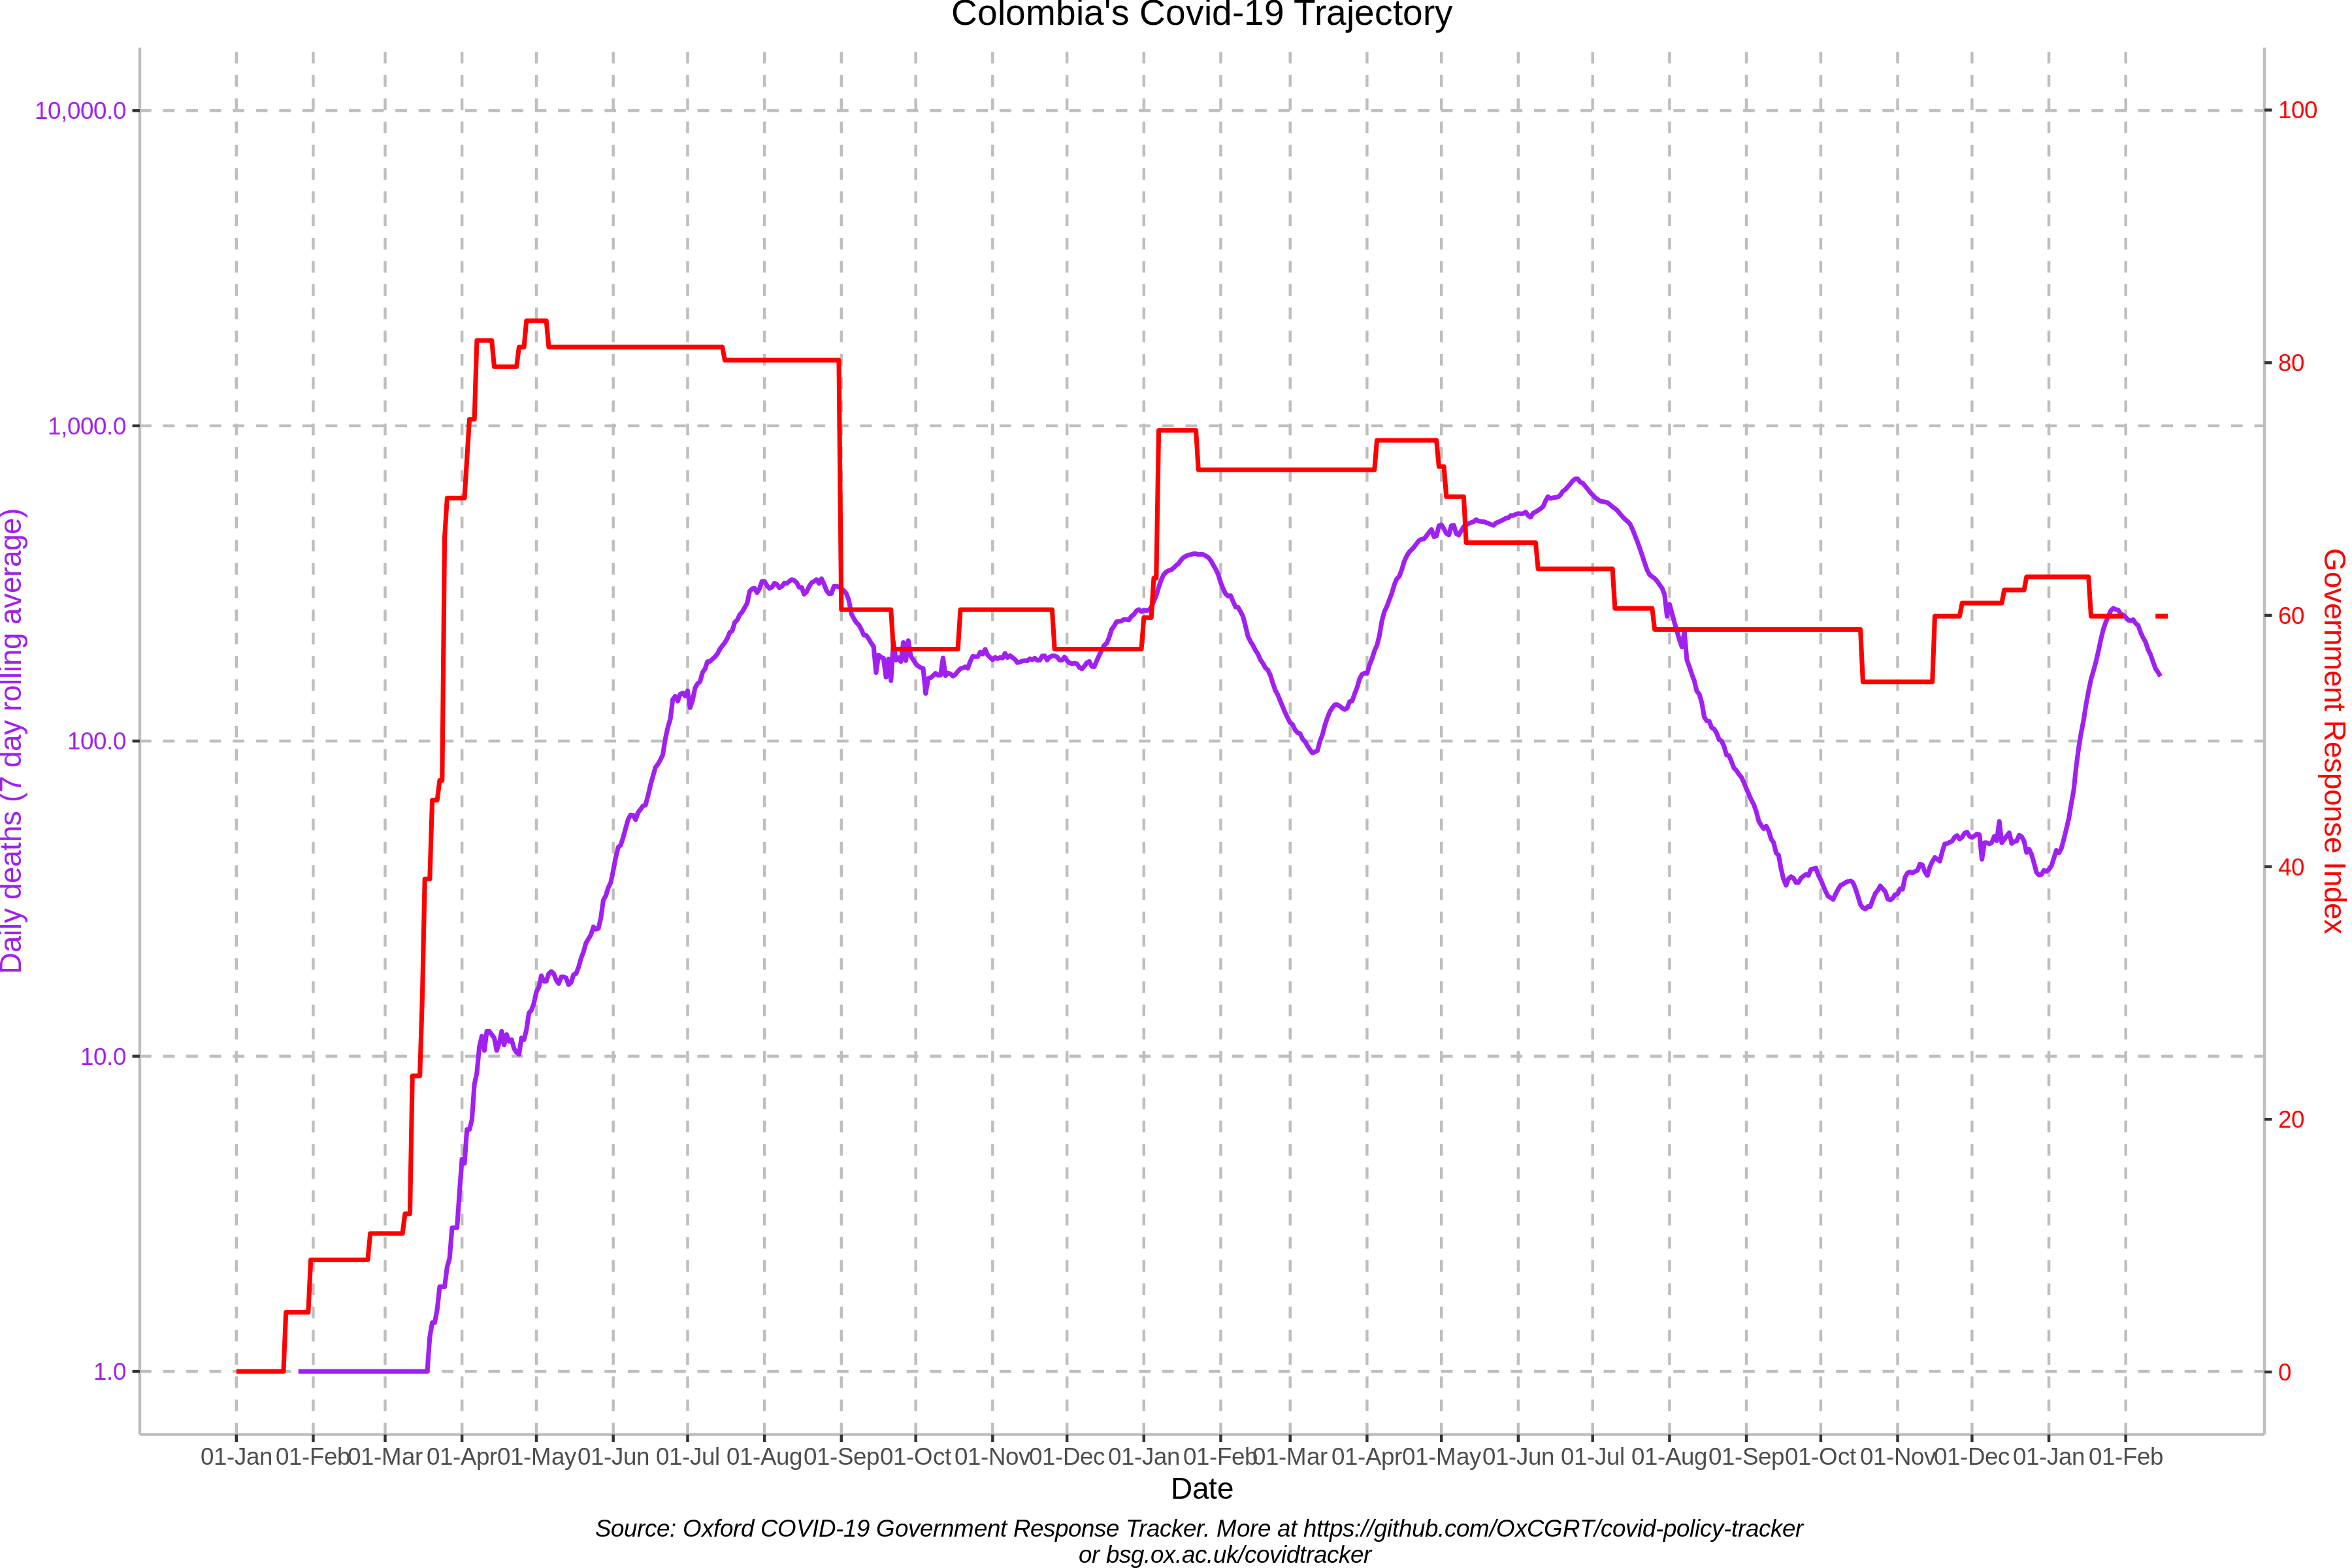 Colombia's Covid-19 Trajectory
10,000.0
1,000.0
100.0
10.0
1.0
Daily deaths (7 day rolling average)
100
80
60
40
20
0
Government Response Index
01-Jan 01-Feb 01-Mar 01-Apr 01-May 01-Jun 01-Jul 01-Aug 01-Sep 01-Oct 01-Nov 01-Dec 01-Jan 01-Feb 01-Mar 01-Apr 01-May 01-Jun 01-Jul 01-Aug 01-Sep 01-Oct 01-Nov 01-Dec 01-Jan 01-Feb
Date
Source: Oxford COVID-19 Government Response Tracker. More at https://github.com/OxCGRT/covid-policy-tracker
or bsg.ox.ac.uk/covidtracker